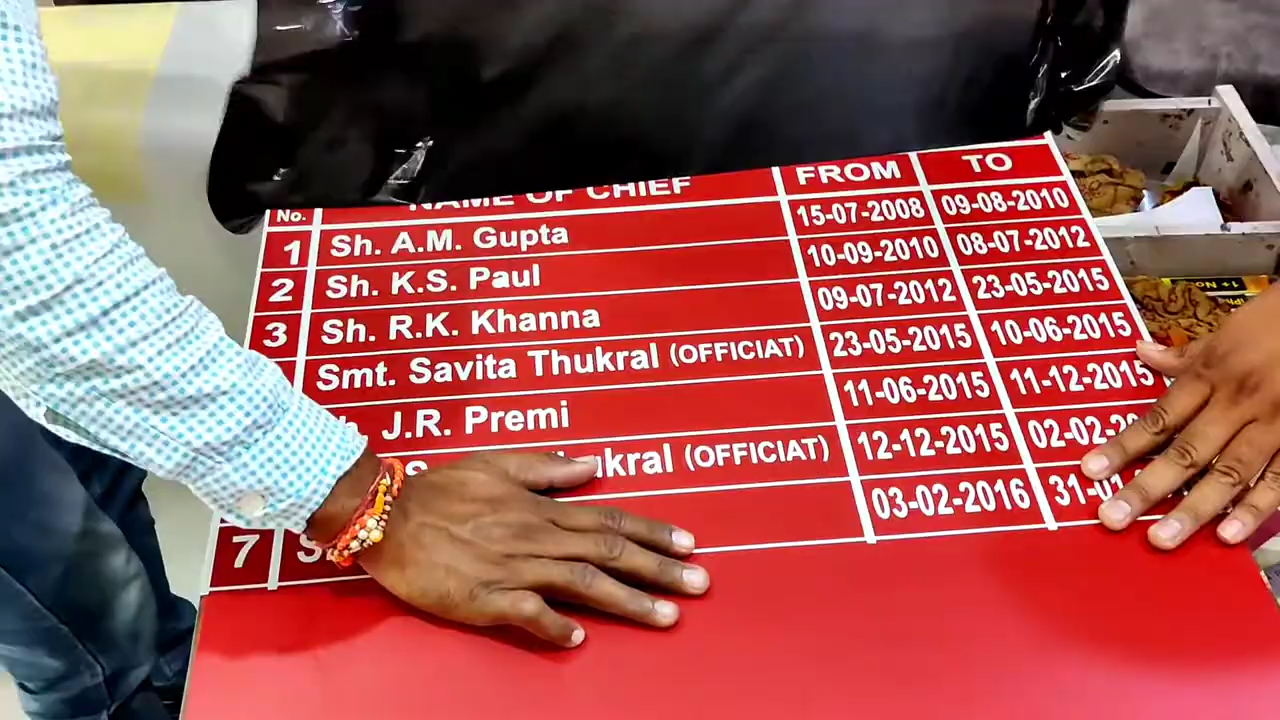 No. NAME OF CHIEF FROM TO
1 Sh. A.M. Gupta 15-07-2008 09-08-2010
2 Sh. K.S. Paul 10-09-2010 08-07-2012
3 Sh. R.K. Khanna 09-07-2012 23-05-2015
Smt. Savita Thukral (OFFICIAT) 23-05-2015 10-06-2015
J.R. Premi 11-06-2015 11-12-2015
(OFFICIAT) 12-12-2015
7 03-02-2016